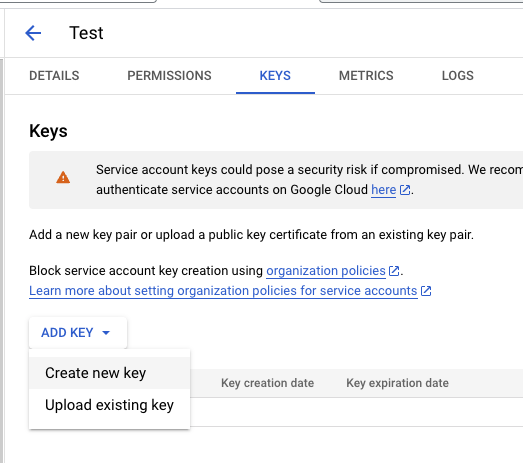 Test
DETAILS PERMISSIONS KEYS METRICS LOGS
Keys
Service account keys could pose a security risk if compromised. We
authenticate service accounts on Google Cloud here.
Add a new key pair or upload a public key certificate from an existing key pair.
Block service account key creation using organization policies.
Learn more about setting organization policies for service accounts
ADD KEY
Create new key
Key creation date Key expiration date
Upload existing key